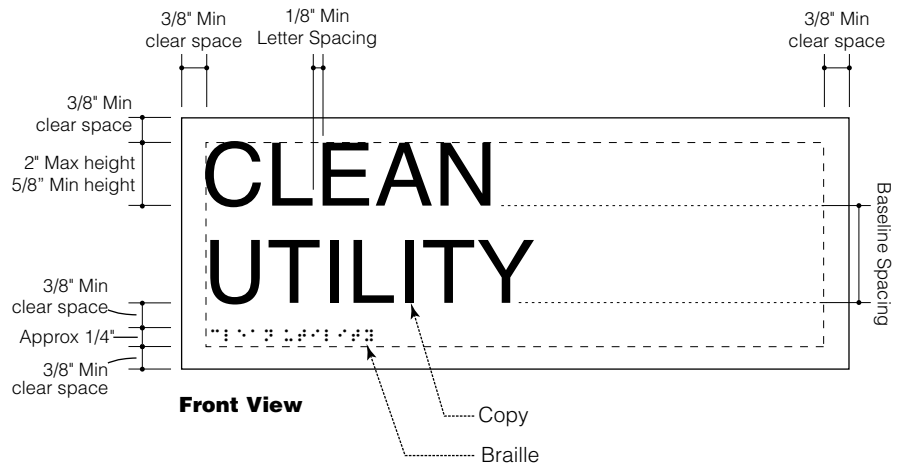 3/8" Min
clear space
1/8" Min
Letter Spacing
3/8" Min
clear space
3/8" Min
clear space
2" Max height
5/8” Min height
CLEAN
UTILITY
Baseline Spacing
3/8" Min
clear space
Approx 1/4"
3/8" Min
clear space
Front View
Copy
Braille